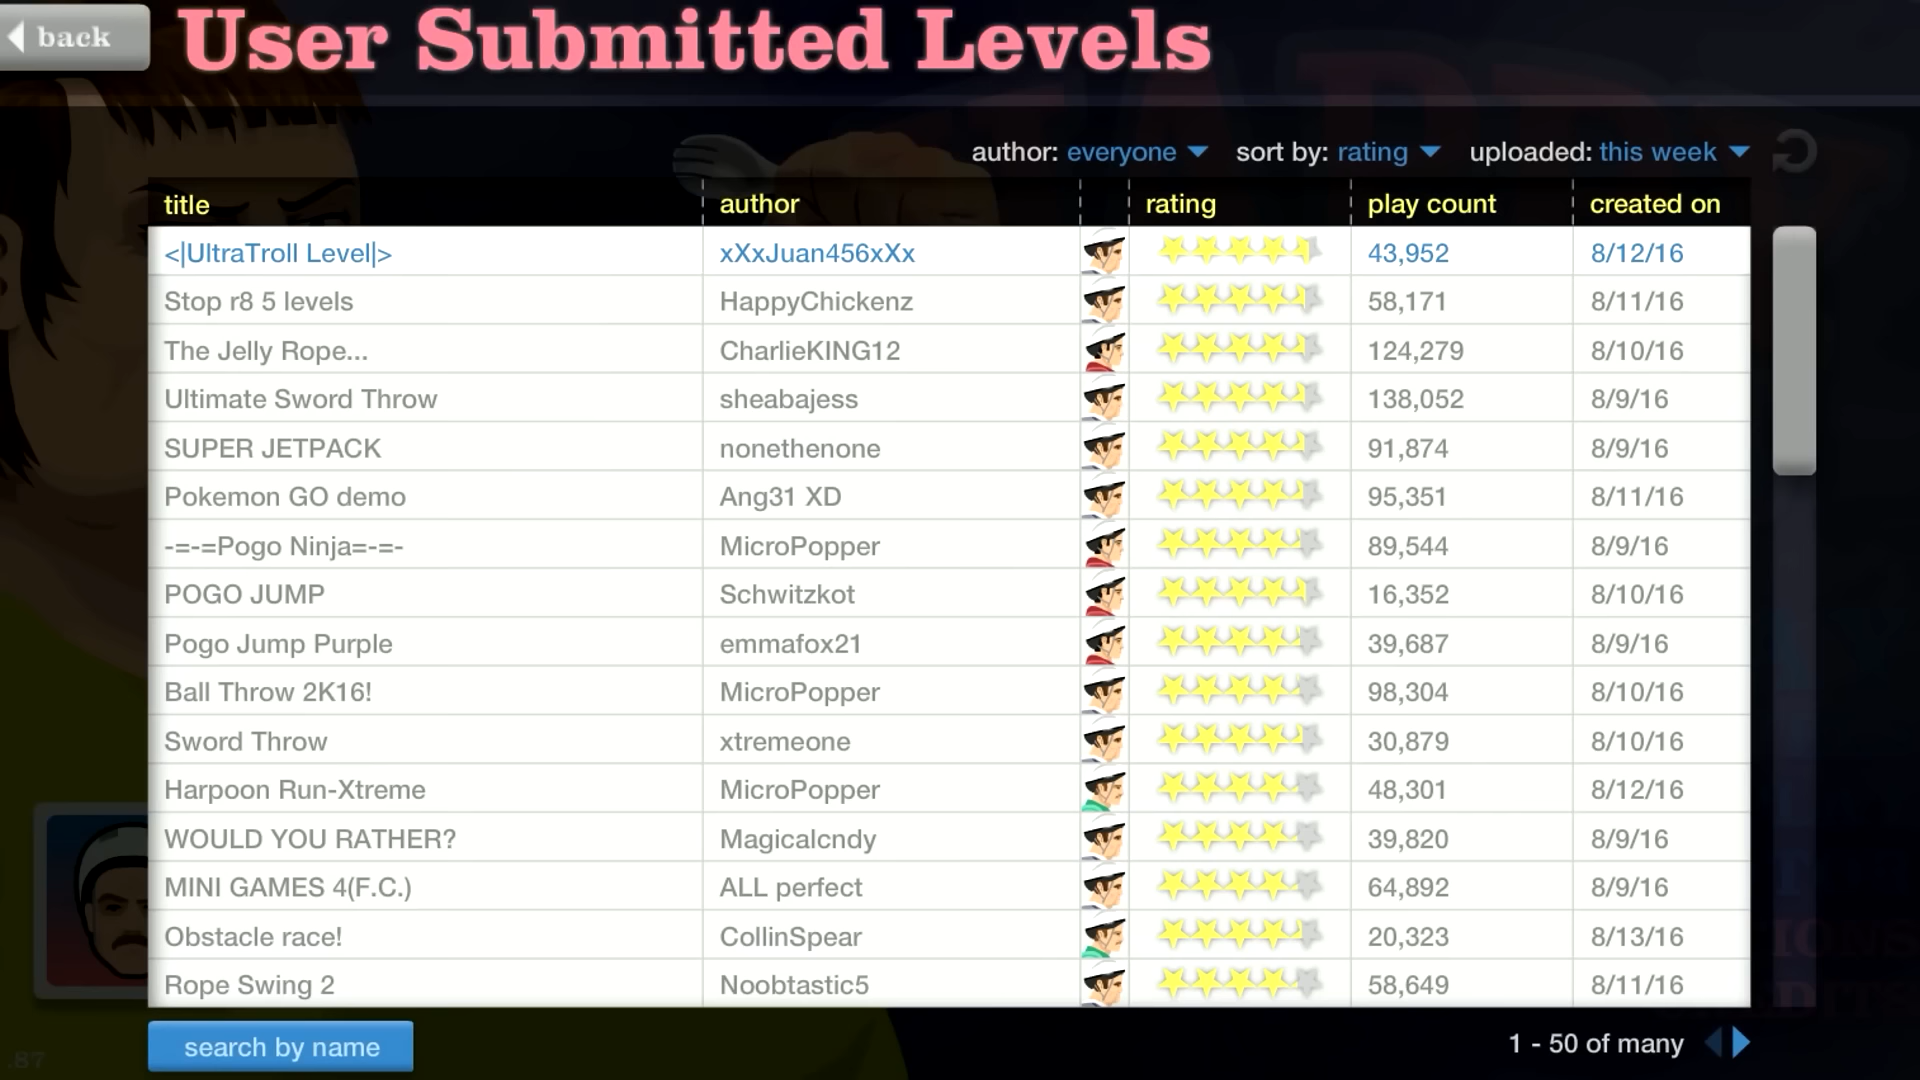 back
User Submitted Levels
author: everyone sort by: rating uploaded: this week
title author rating play count created on
<|UltraTroll Level|> xXxJuan456xXx 43,952 8/12/16
Stop r8 5 levels HappyChickenz 58,171 8/11/16
The Jelly Rope... CharlieKING12 124,279 8/10/16
Ultimate Sword Throw sheabajess 138,052 8/9/16
SUPER JETPACK nonethenone 91,874 8/9/16
Pokemon GO demo Ang31 XD 95,351 8/11/16
-=-=Pogo Ninja=-=- MicroPopper 89,544 8/9/16
POGO JUMP Schwitzkot 16,352 8/10/16
Pogo Jump Purple emmafox21 39,687 8/9/16
Ball Throw 2K16! MicroPopper 98,304 8/10/16
Sword Throw xtremeone 30,879 8/10/16
Harpoon Run-Xtreme MicroPopper 48,301 8/12/16
WOULD YOU RATHER? Magicalcndy 39,820 8/9/16
MINI GAMES 4(F.C.) ALL perfect 64,892 8/9/16
Obstacle race! CollinSpear 20,323 8/13/16
Rope Swing 2 Noobtastic5 58,649 8/11/16
search by name
1 - 50 of many
.87